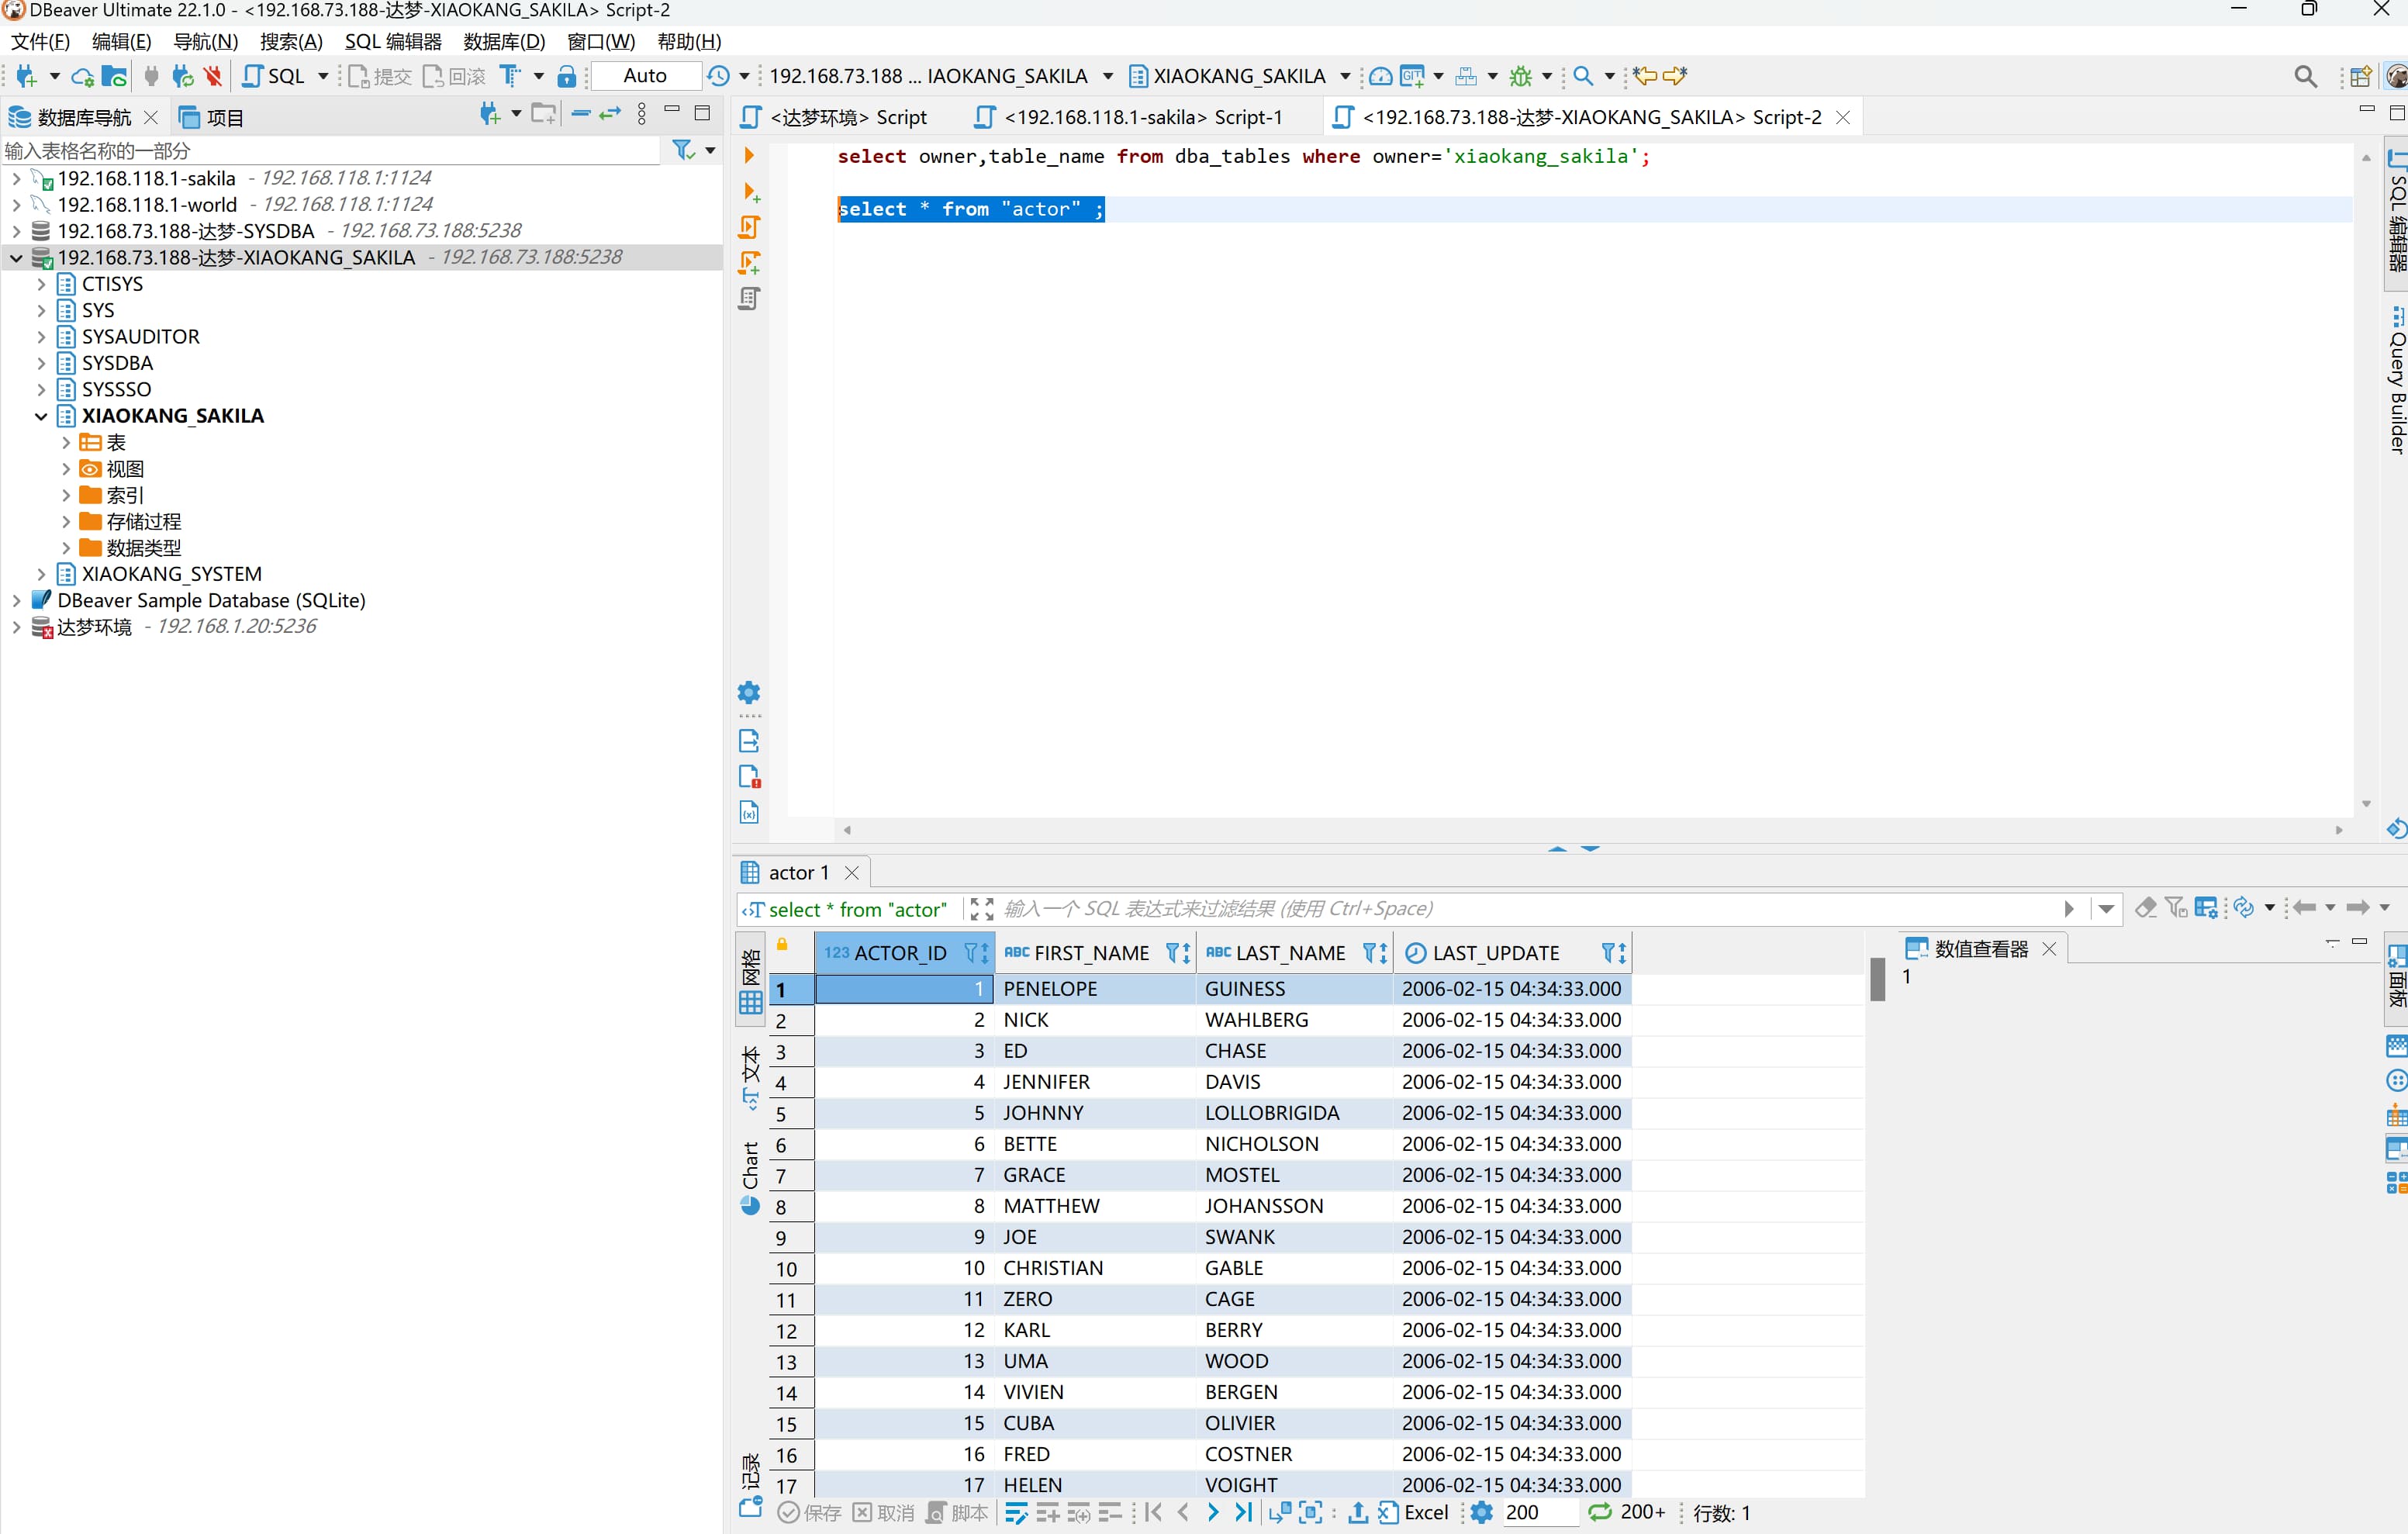 DBeaver Ultimate 22.1.0 - <192.168.73.188-达梦-XIAOKANG_SAKILA> Script-2
文件(F) 编辑(E) 导航(N) 搜索(A) SQL 编辑器 数据库(D) 窗口(W) 帮助(H)
SQL 提交 回滚 Auto 192.168.73.188 ... IAOKANG_SAKILA XIAOKANG_SAKILA GIT
数据库导航 项目
<达梦环境> Script <192.168.118.1-sakila> Script-1 <192.168.73.188-达梦-XIAOKANG_SAKILA> Script-2
输入表格名称的一部分
192.168.118.1-sakila - 192.168.118.1:1124
192.168.118.1-world - 192.168.118.1:1124
192.168.73.188-达梦-SYSDBA - 192.168.73.188:5238
192.168.73.188-达梦-XIAOKANG_SAKILA - 192.168.73.188:5238
CTISYS
SYS
SYSAUDITOR
SYSDBA
SYSSSO
XIAOKANG_SAKILA
表
视图
索引
存储过程
数据类型
XIAOKANG_SYSTEM
DBeaver Sample Database (SQLite)
达梦环境 - 192.168.1.20:5236
select owner,table_name from dba_tables where owner='xiaokang_sakila';
select * from "actor" ;
SQL 编辑器
Query Builder
actor 1
select * from "actor" 输入一个 SQL 表达式来过滤结果 (使用 Ctrl+Space)
网格
文本
Chart
记录
123 ACTOR_ID ABC FIRST_NAME ABC LAST_NAME LAST_UPDATE
1 1 PENELOPE GUINESS 2006-02-15 04:34:33.000
2 2 NICK WAHLBERG 2006-02-15 04:34:33.000
3 3 ED CHASE 2006-02-15 04:34:33.000
4 4 JENNIFER DAVIS 2006-02-15 04:34:33.000
5 5 JOHNNY LOLLOBRIGIDA 2006-02-15 04:34:33.000
6 6 BETTE NICHOLSON 2006-02-15 04:34:33.000
7 7 GRACE MOSTEL 2006-02-15 04:34:33.000
8 8 MATTHEW JOHANSSON 2006-02-15 04:34:33.000
9 9 JOE SWANK 2006-02-15 04:34:33.000
10 10 CHRISTIAN GABLE 2006-02-15 04:34:33.000
11 11 ZERO CAGE 2006-02-15 04:34:33.000
12 12 KARL BERRY 2006-02-15 04:34:33.000
13 13 UMA WOOD 2006-02-15 04:34:33.000
14 14 VIVIEN BERGEN 2006-02-15 04:34:33.000
15 15 CUBA OLIVIER 2006-02-15 04:34:33.000
16 16 FRED COSTNER 2006-02-15 04:34:33.000
17 17 HELEN VOIGHT 2006-02-15 04:34:33.000
数值查看器
1
面板
保存 取消 脚本 Excel 200 200+ 行数: 1